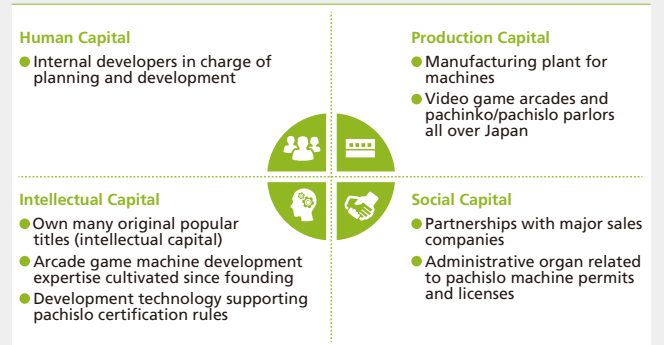 Human Capital
Internal developers in charge of
planning and development
Production Capital
Manufacturing plant for
machines
Video game arcades and
pachinko/pachislo parlors
all over Japan
Intellectual Capital
Own many original popular
titles (intellectual capital)
Arcade game machine development
expertise cultivated since founding
Development technology supporting
pachislo certification rules
Social Capital
Partnerships with major sales
companies
Administrative organ related
to pachislo machine permits
and licenses